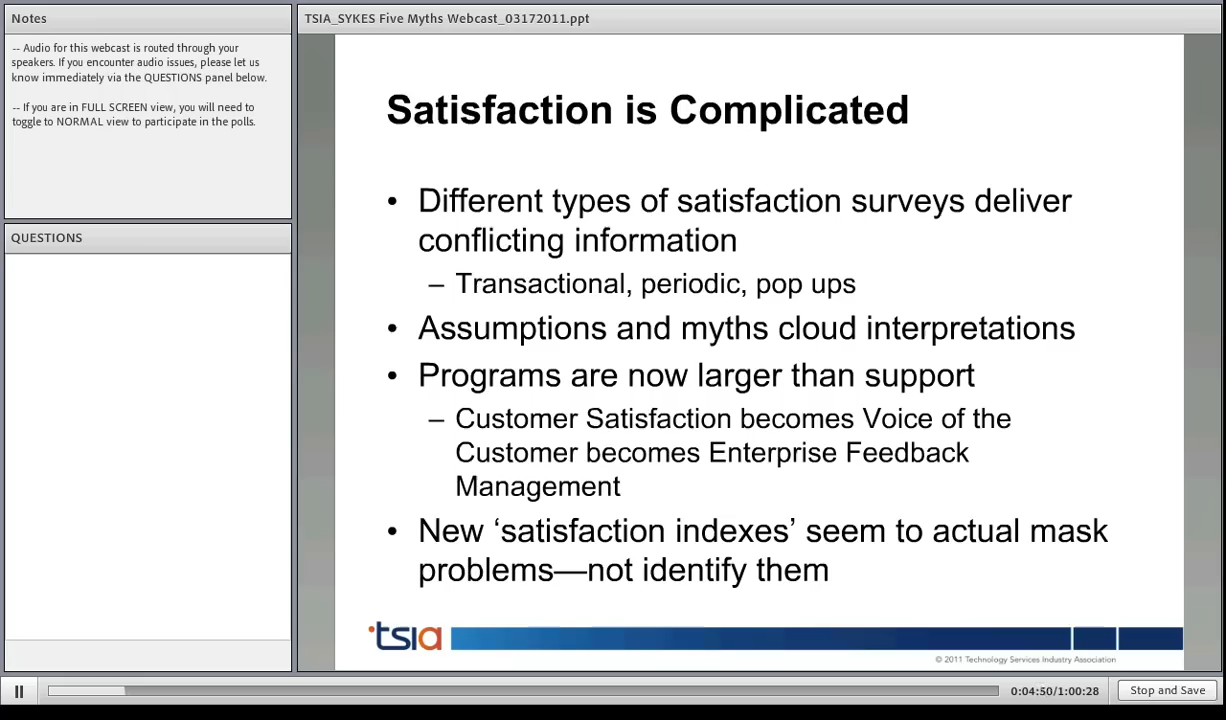 Notes
TSIA_SYKES Five Myths Webcast_03172011.ppt
-- Audio for this webcast is routed through your
speakers. If you encounter audio issues, please let us
know immediately via the QUESTIONS panel below.
-- If you are in FULL SCREEN view, you will need to
toggle to NORMAL view to participate in the polls.
QUESTIONS
Satisfaction is Complicated
• Different types of satisfaction surveys deliver
conflicting information
– Transactional, periodic, pop ups
• Assumptions and myths cloud interpretations
• Programs are now larger than support
– Customer Satisfaction becomes Voice of the
Customer becomes Enterprise Feedback
Management
• New ‘satisfaction indexes’ seem to actual mask
problems—not identify them
tsia
© 2011 Technology Services Industry Association
0:04:50/1:00:28
Stop and Save